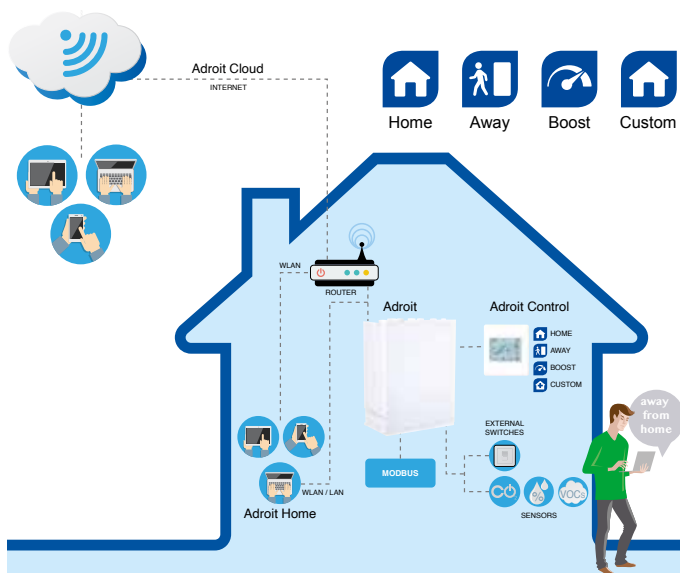 Adroit Cloud
INTERNET
Home
Away
Boost
Custom
WLAN
ROUTER
Adroit
Adroit Control
HOME
AWAY
BOOST
CUSTOM
away
from
home
EXTERNAL
SWITCHES
MODBUS
%
VOCs
WLAN / LAN
SENSORS
Adroit Home